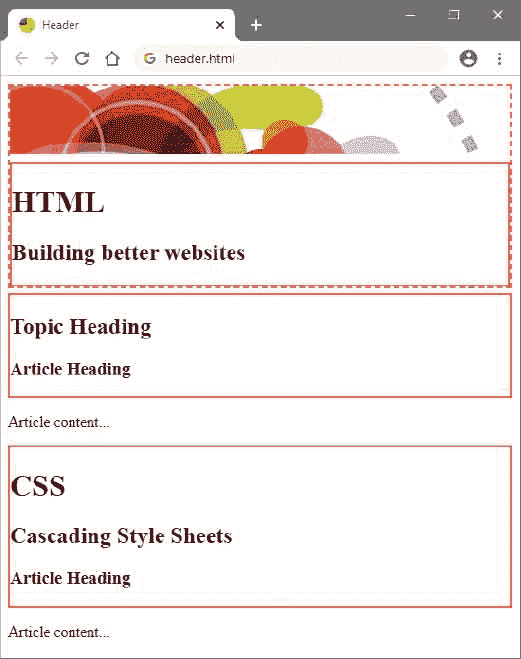 Header
header.html
HTML
Building better websites
Topic Heading
Article Heading
Article content...
CSS
Cascading Style Sheets
Article Heading
Article content...